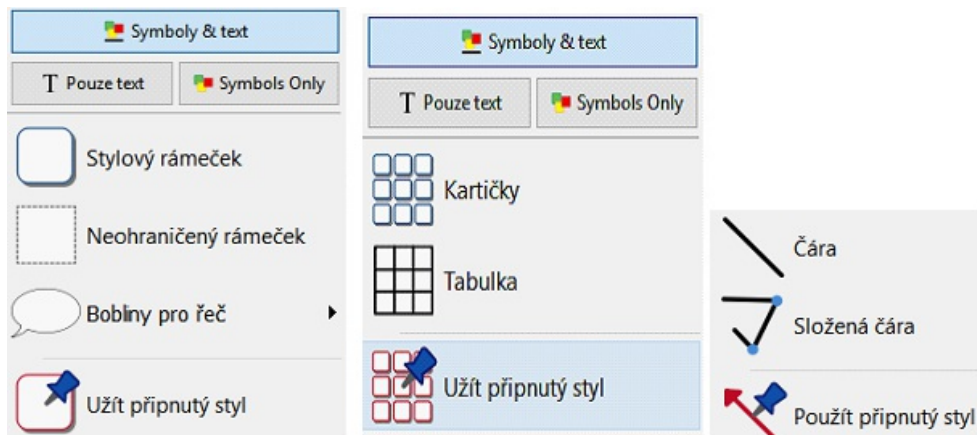 Symboly & text
T Pouze text
Symbols Only
Stylový rámeček
Neohraničený rámeček
Bobliny pro řeč
Užít připnutý styl
Symboly & text
T Pouze text
Symbols Only
Kartičky
Tabulka
Užít připnutý styl
Čára
Složená čára
Použít připnutý styl